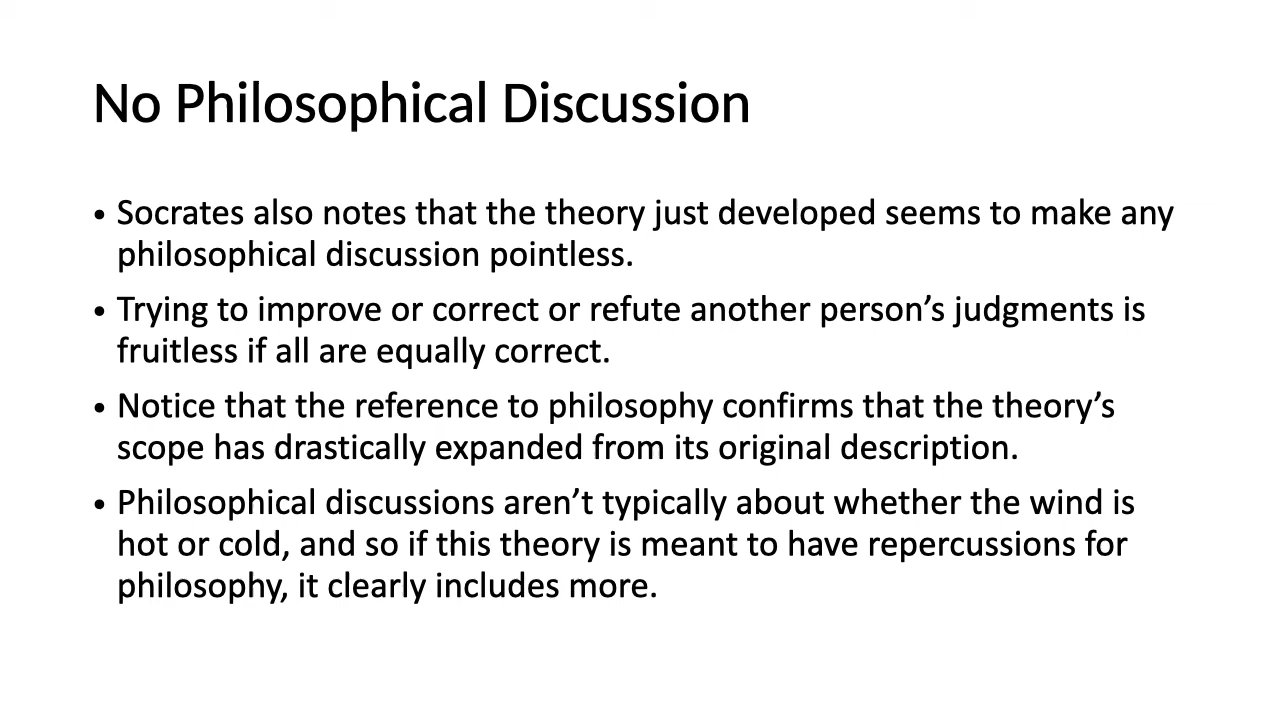 No Philosophical Discussion
• Socrates also notes that the theory just developed seems to make any
philosophical discussion pointless.
• Trying to improve or correct or refute another person’s judgments is
fruitless if all are equally correct.
• Notice that the reference to philosophy confirms that the theory’s
scope has drastically expanded from its original description.
• Philosophical discussions aren’t typically about whether the wind is
hot or cold, and so if this theory is meant to have repercussions for
philosophy, it clearly includes more.